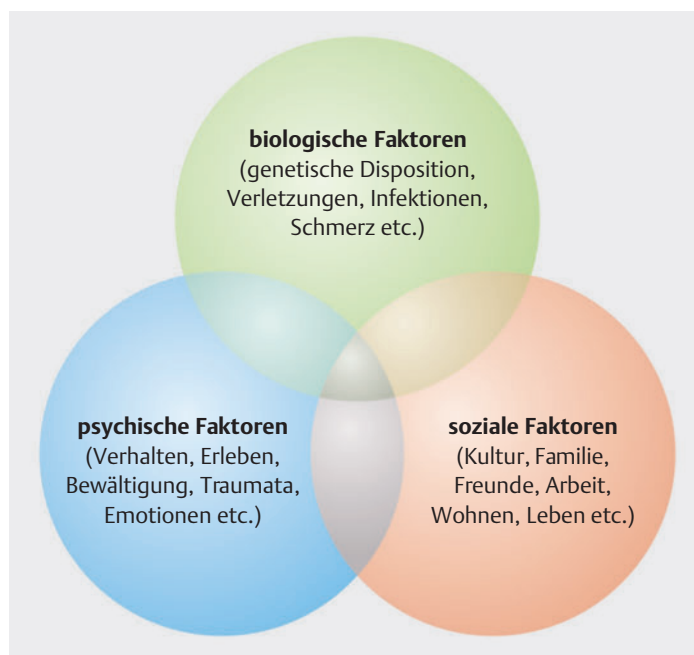 biologische Faktoren
(genetische Disposition,
Verletzungen, Infektionen,
Schmerz etc.)
psychische Faktoren
(Verhalten, Erleben,
Bewältigung, Traumata,
Emotionen etc.)
soziale Faktoren
(Kultur, Familie,
Freunde, Arbeit,
Wohnen, Leben etc.)